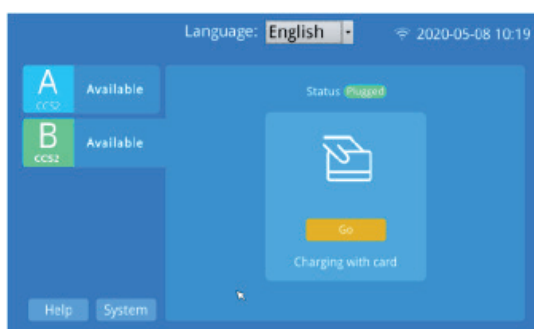 Language: English 2020-05-08 10:19
A Available
CCS2
Status Plugged
B Available
CCS2
Go
Charging with card
Help System